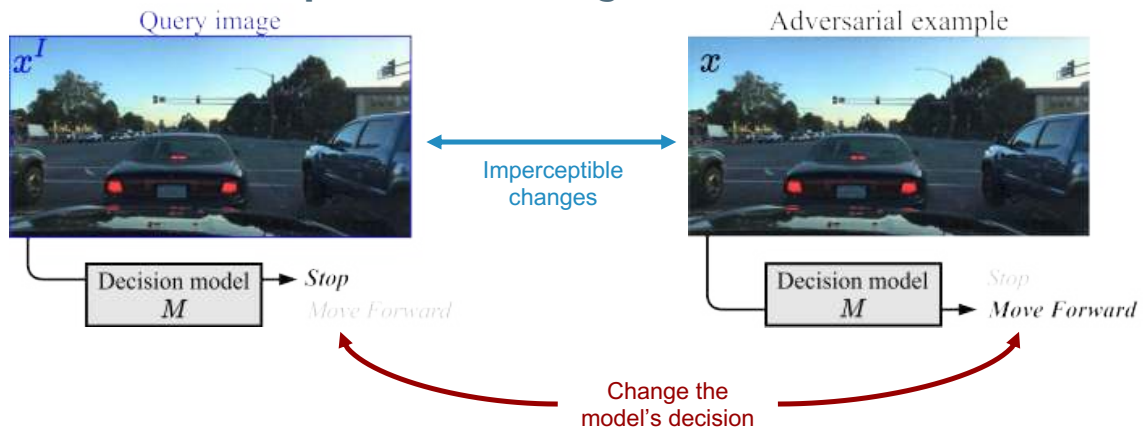 Query image
x^I
Decision model
M
Stop
Move Forward
Imperceptible
changes
Adversarial example
x
Decision model
M
Stop
Move Forward
Change the
model's decision